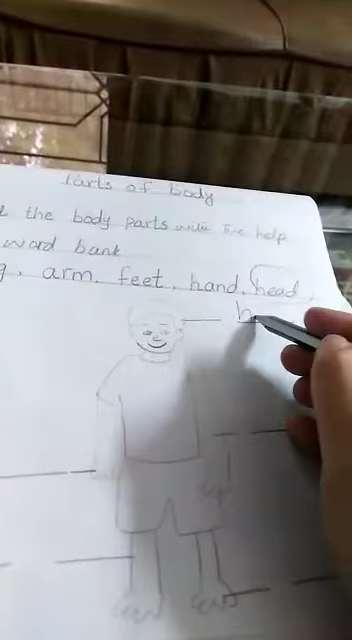 Parts of body
the body parts with the help
word bank
arm. feet. hand. head,
h